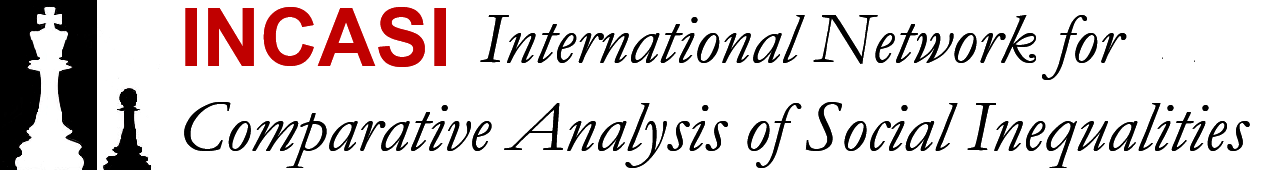 INCASI International Network for
Comparative Analysis of Social Inequalities